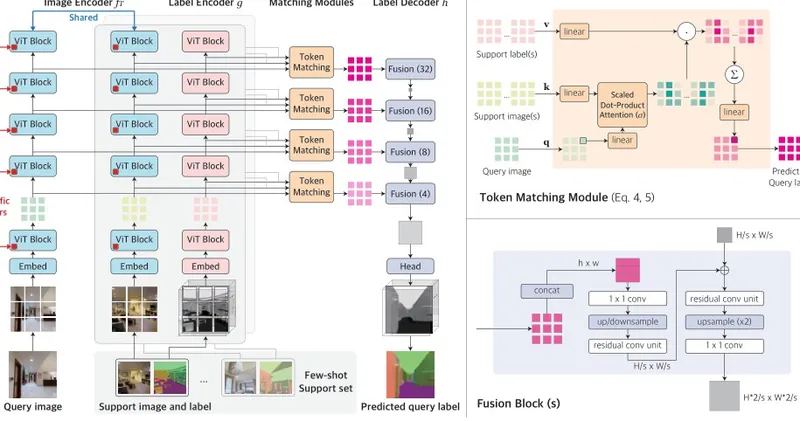 Image Encoder fT
Label Encoder g
Matching Modules
Label Decoder h
Shared
ViT Block
ViT Block
ViT Block
Token
Matching
Fusion (32)
ViT Block
ViT Block
ViT Block
Token
Matching
Fusion (16)
ViT Block
ViT Block
ViT Block
Token
Matching
Fusion (8)
ViT Block
ViT Block
ViT Block
Token
Matching
Fusion (4)
ViT Block
ViT Block
ViT Block
Embed
Embed
Embed
Head
...
Few-shot
Support set
Query image
Support image and label
Predicted query label
v
linear
...
·
...
Support label(s)
Σ
k
linear
Scaled
Dot-Product
Attention (σ)
...
...
linear
Support image(s)
q
linear
Query image
Query la
Token Matching Module (Eq. 4, 5)
H/s x W/s
h x w
concat
1 x 1 conv
residual conv unit
up/downsample
upsample (x2)
residual conv unit
1 x 1 conv
H/s x W/s
H*2/s x W*2/s
Fusion Block (s)